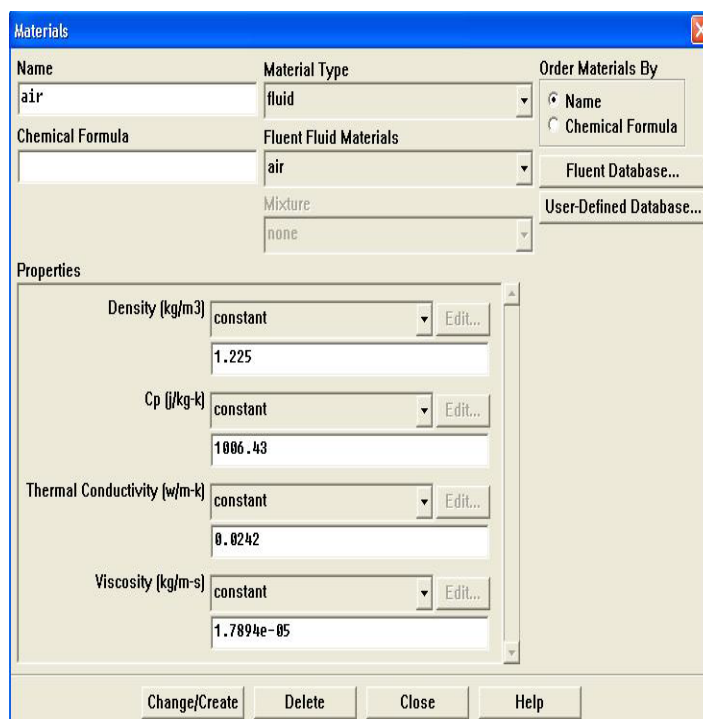 Materials
Name
Material Type
Order Materials By
air
fluid
Name
Chemical Formula
Chemical Formula
Fluent Fluid Materials
air
Fluent Database...
Mixture
User-Defined Database...
none
Properties
Density (kg/m3)
constant
Edit...
1.225
Cp (j/kg-k)
constant
Edit...
1006.43
Thermal Conductivity (w/m-k)
constant
Edit...
0.0242
Viscosity (kg/m-s)
constant
Edit...
1.7894e-05
Change/Create
Delete
Close
Help